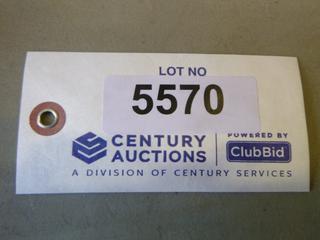 LOT NO
5570
CENTURY
AUCTIONS
POWERED BY
ClubBid
A DIVISION OF CENTURY SERVICES